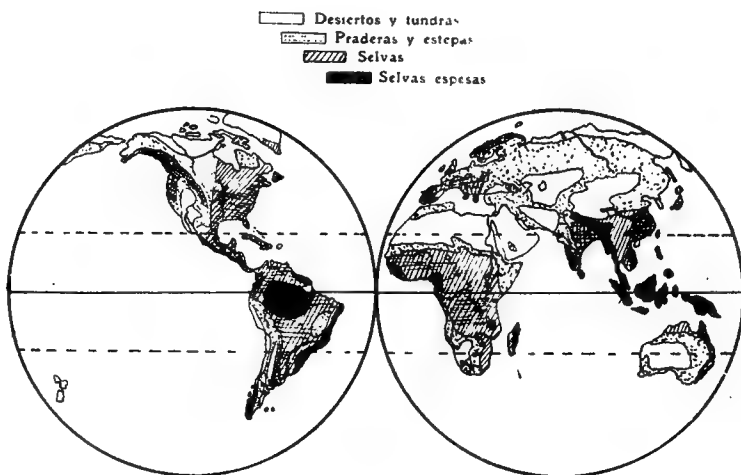 Desiertos y tundras
Praderas y estepas
Selvas
Selvas espesas